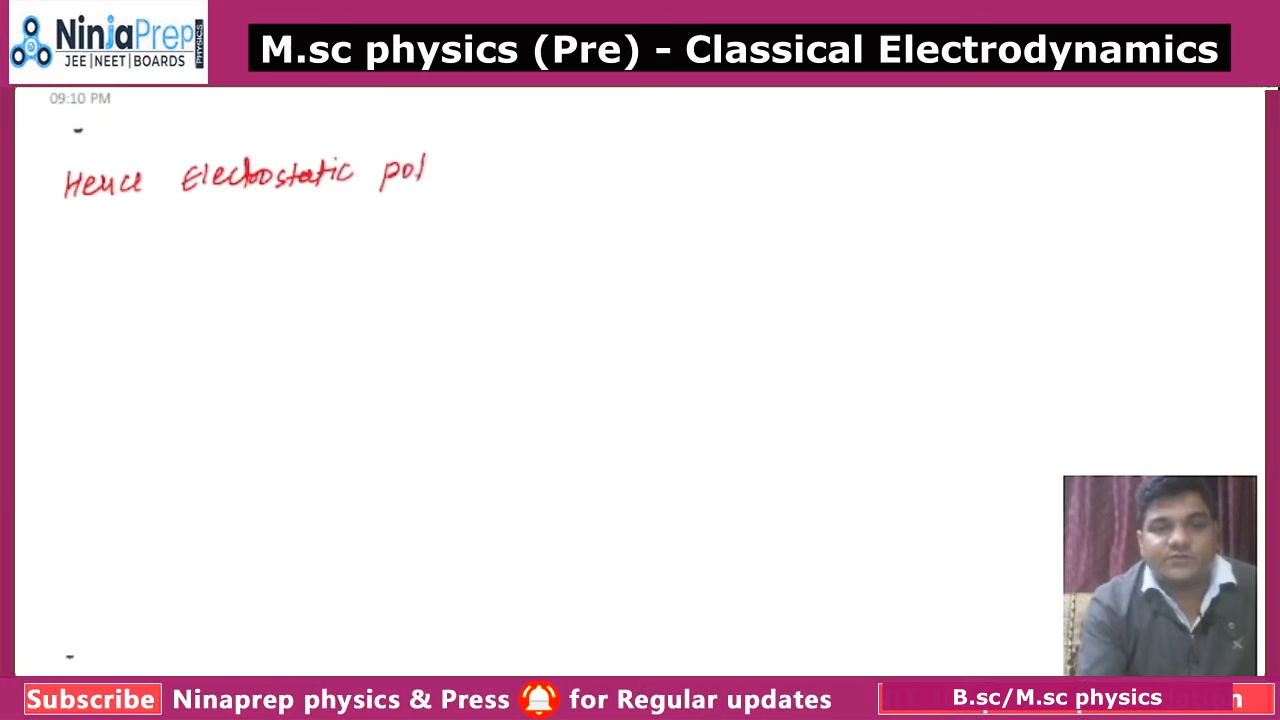 NinjaPrep
JEE|NEET|BOARDS
PHYSICS
M.sc physics (Pre) - Classical Electrodynamics
09:10 PM
Hence Electrostatic pot
Subscribe Ninaprep physics & Press for Regular updates
B.sc/M.sc physics